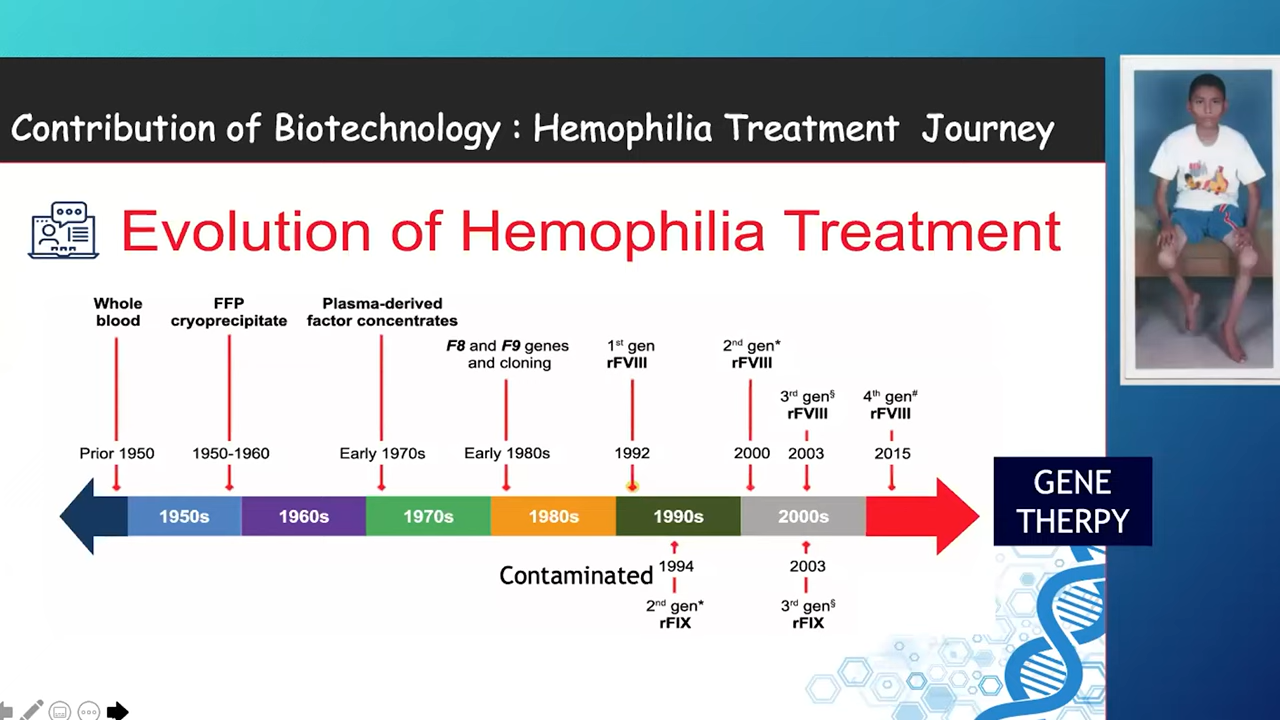 Contribution of Biotechnology : Hemophilia Treatment Journey
Evolution of Hemophilia Treatment
Whole
blood
FFP
cryoprecipitate
Plasma-derived
factor concentrates
F8 and F9 genes
and cloning
1st gen
rFVIII
2nd gen*
rFVIII
3rd gen§
rFVIII
4th gen#
rFVIII
Prior 1950
1950-1960
Early 1970s
Early 1980s
1992
2000
2003
2015
GENE
THERPY
1950s
1960s
1970s
1980s
1990s
2000s
Contaminated
1994
2nd gen*
rFIX
2003
3rd gen§
rFIX